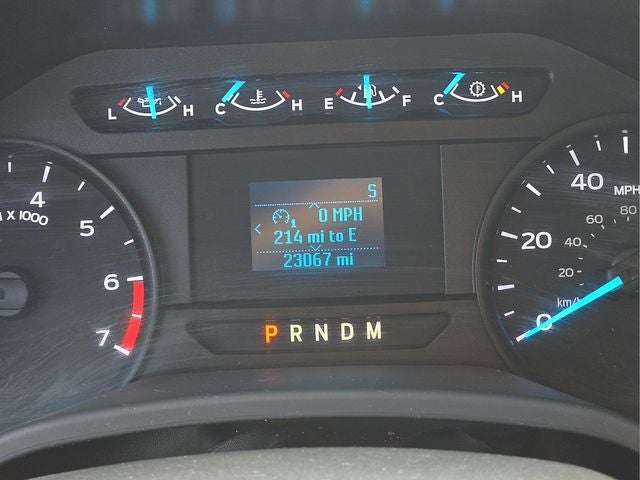 L H C H E F C H
S
1 0 MPH
< 214 mi to E
23067 mi
4
x 1000
5
6
7
P R N D M
40 MPH
80
60
20 40
20
km/
0